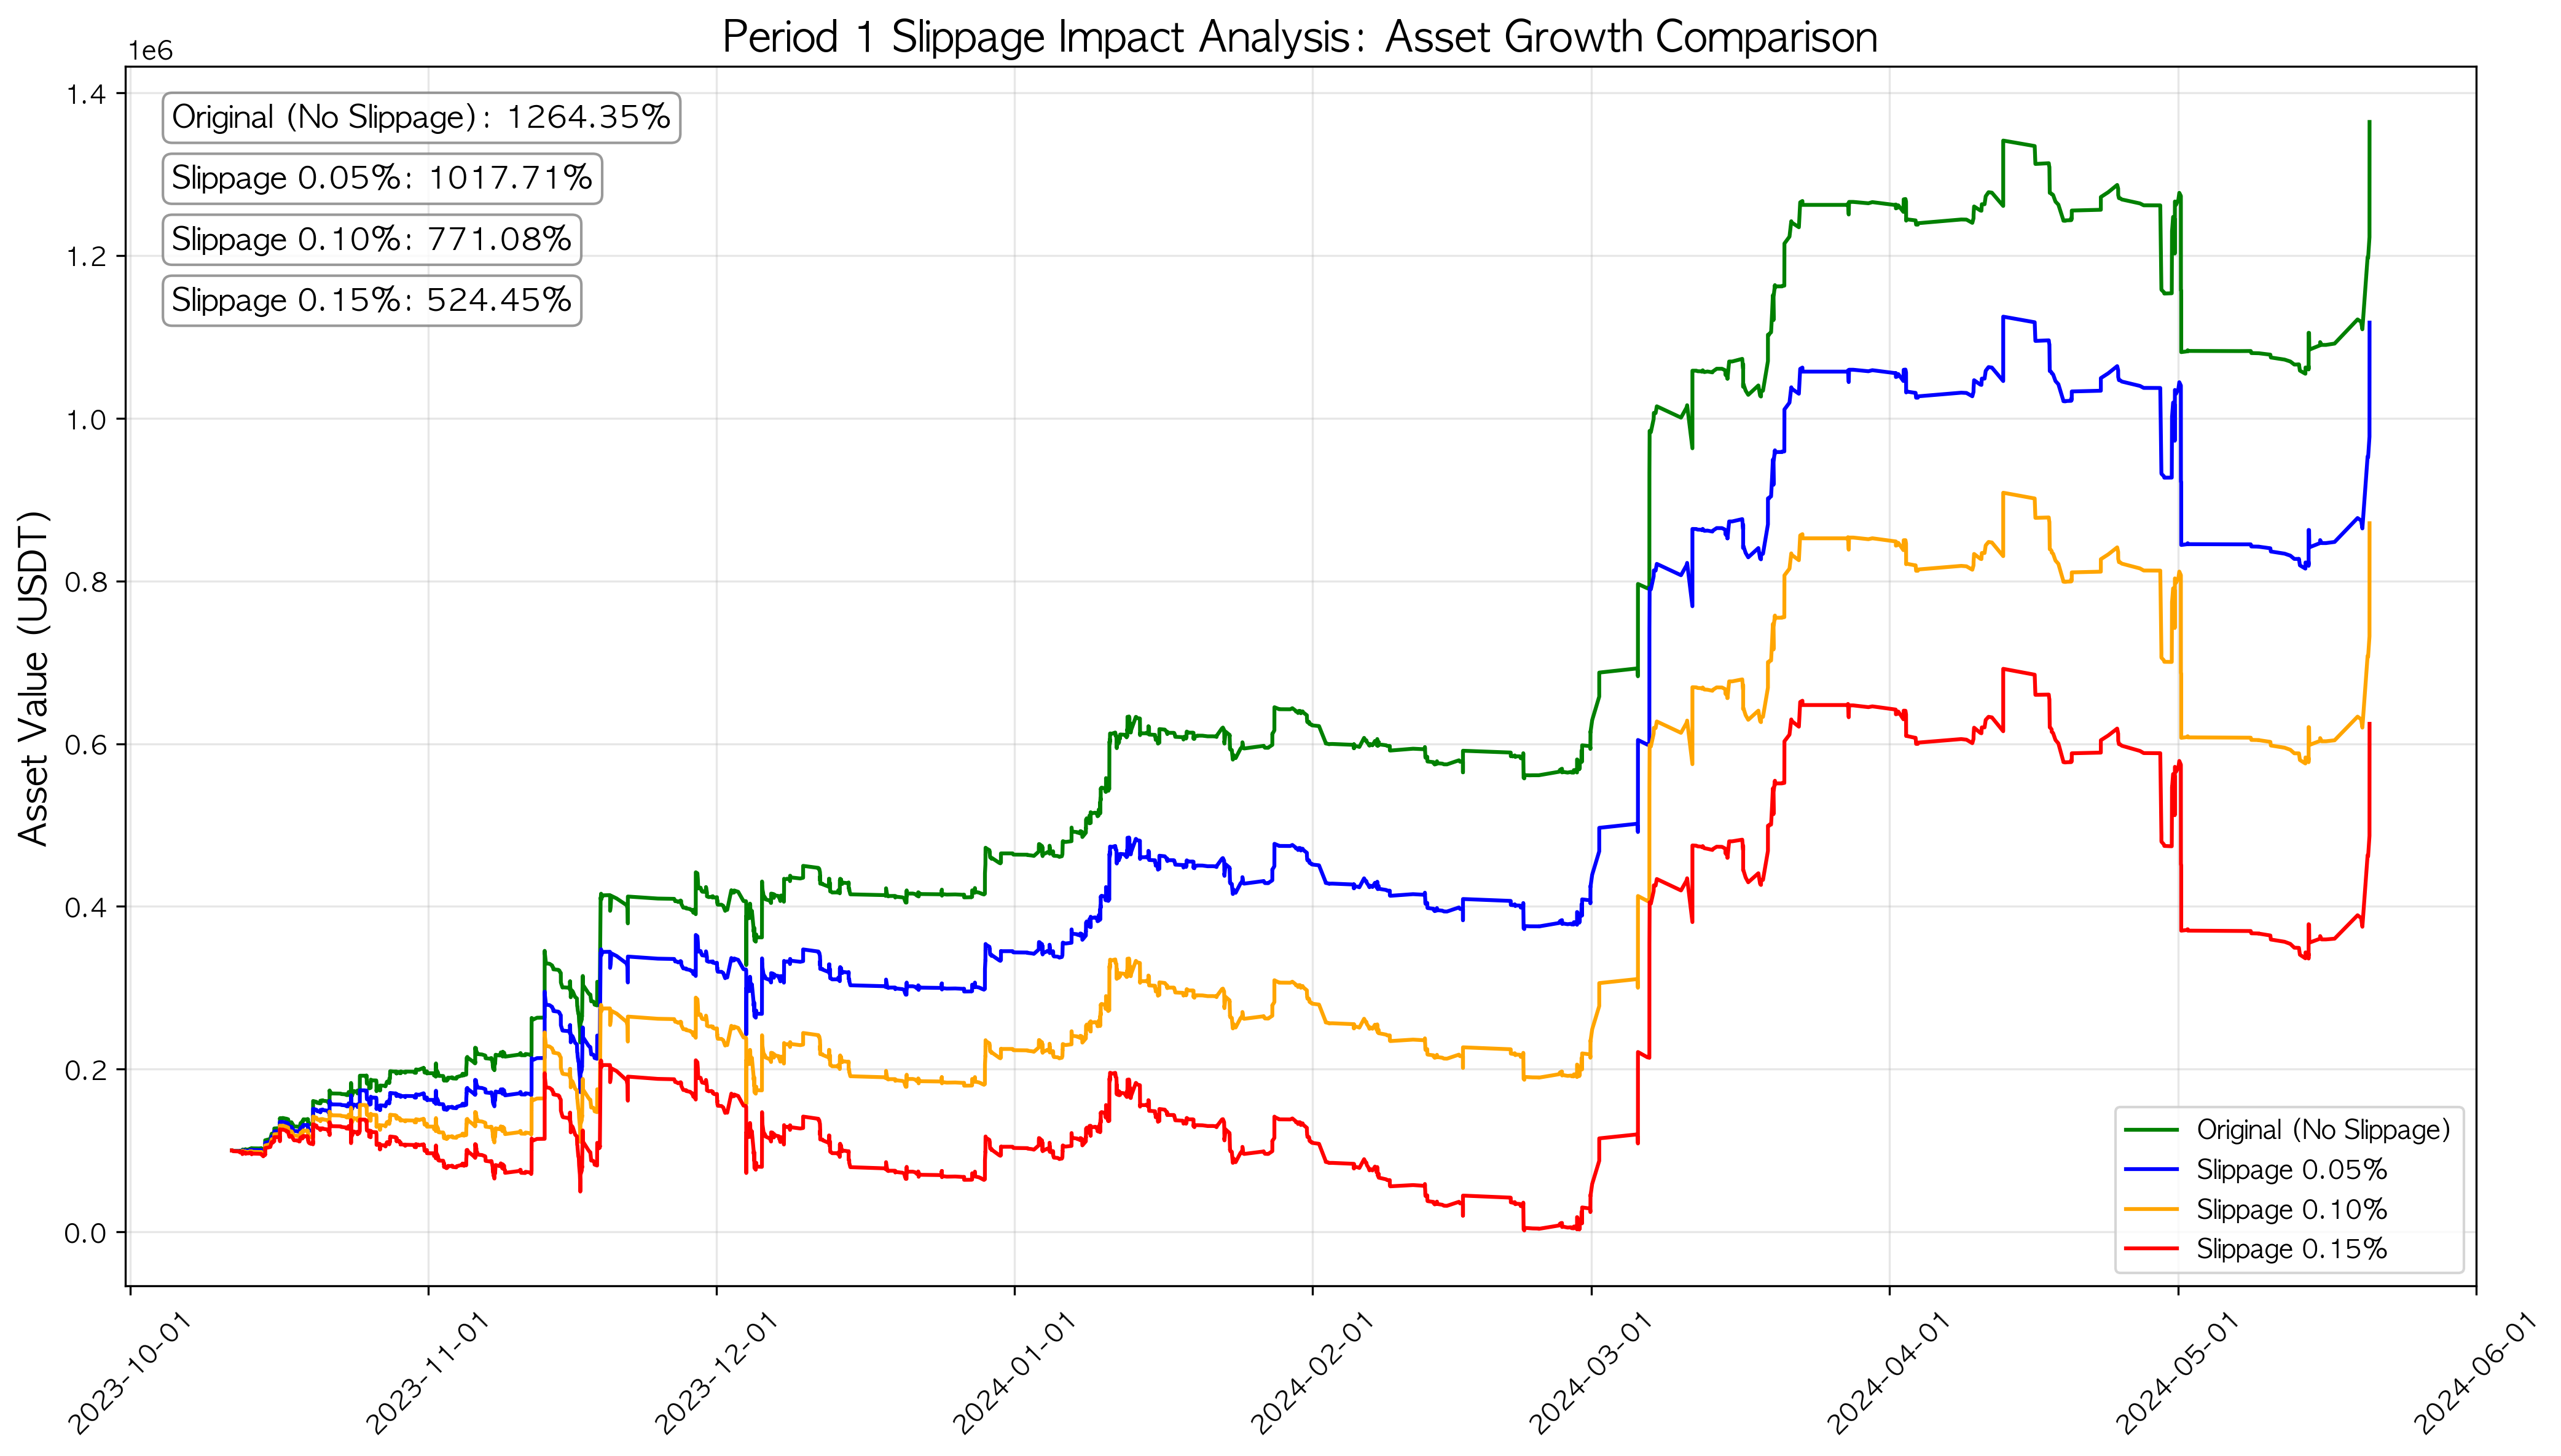 Period 1 Slippage Impact Analysis: Asset Growth Comparison
1e6
1.4
1.2
1.0
0.8
0.6
0.4
0.2
0.0
Asset Value (USDT)
Original (No Slippage): 1264.35%
Slippage 0.05%: 1017.71%
Slippage 0.10%: 771.08%
Slippage 0.15%: 524.45%
Original (No Slippage)
Slippage 0.05%
Slippage 0.10%
Slippage 0.15%
2023-10-01
2023-11-01
2023-12-01
2024-01-01
2024-02-01
2024-03-01
2024-04-01
2024-05-01
2024-06-01